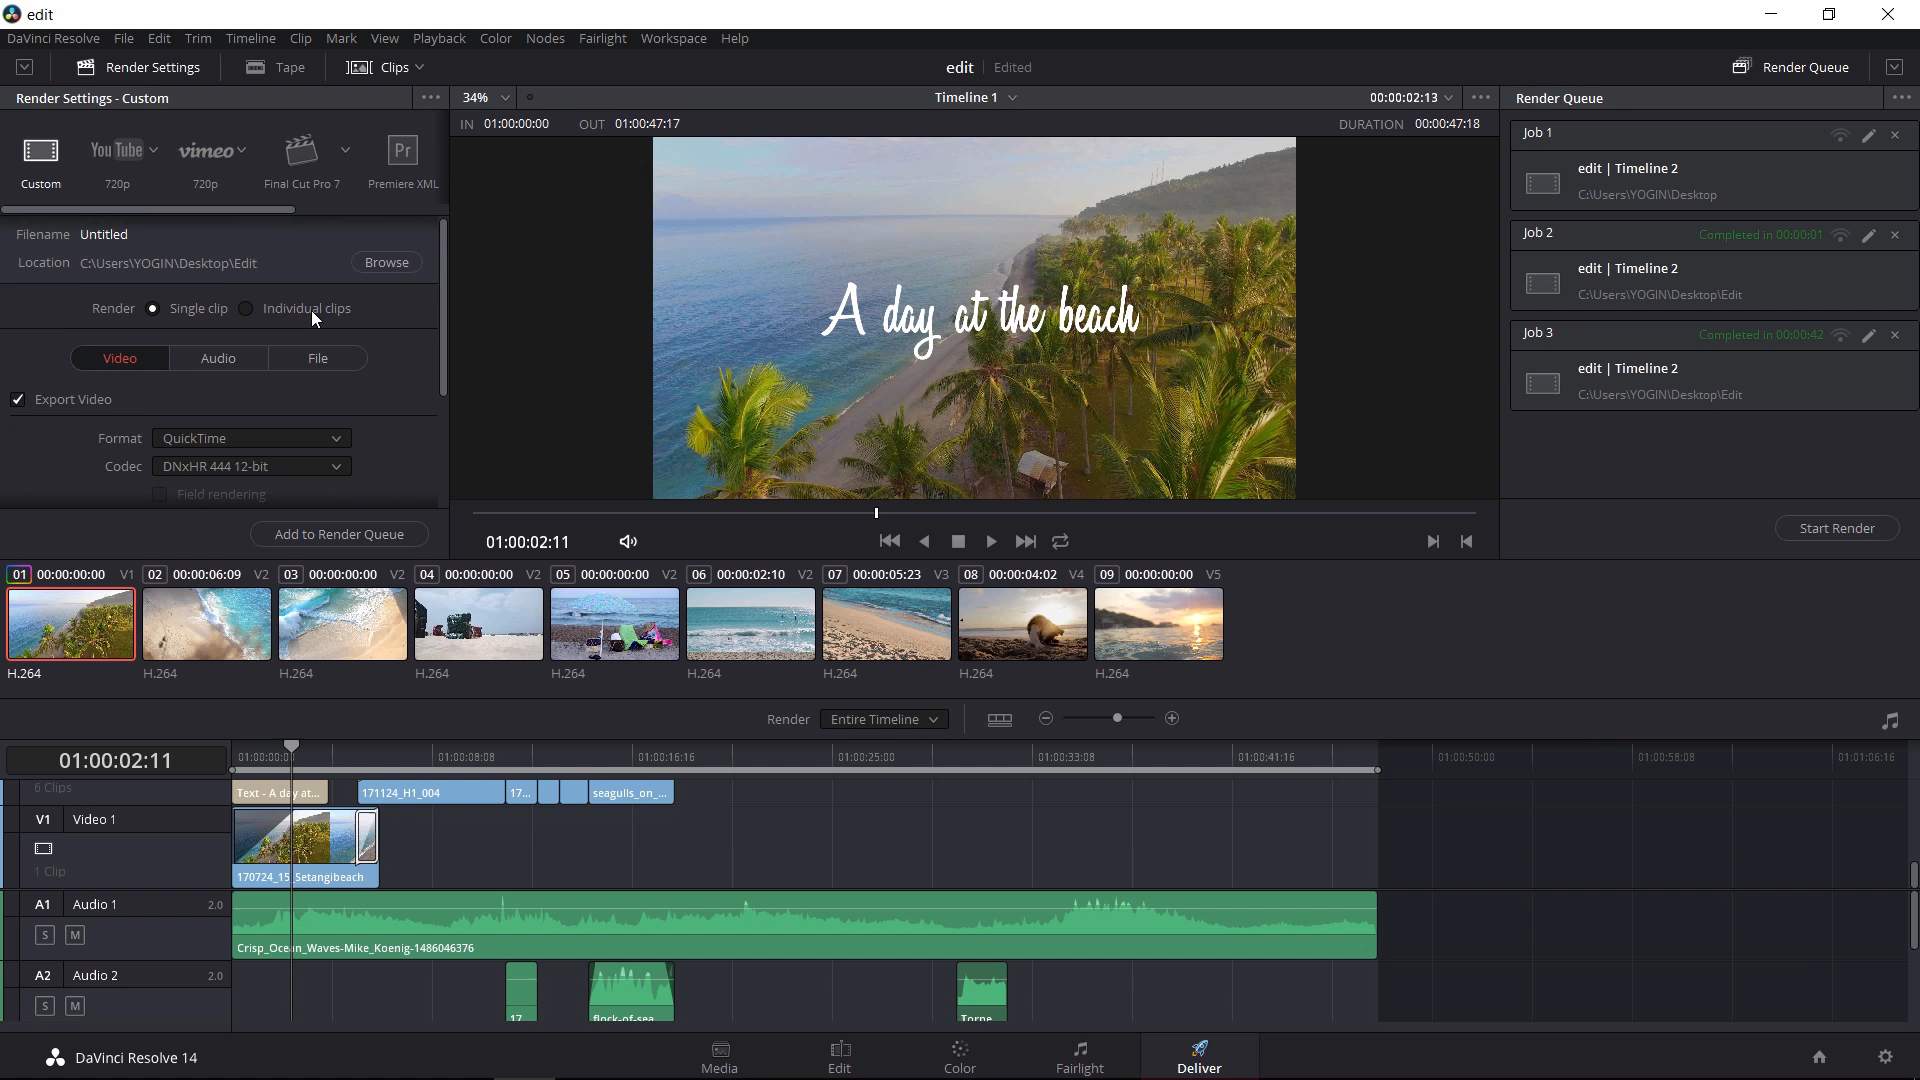 edit
DaVinci Resolve File Edit Trim Timeline Clip Mark View Playback Color Nodes Fairlight Workspace Help
Render Settings Tape Clips edit Edited Render Queue
Render Settings - Custom 34% Timeline 1 00:00:02:13 Render Queue
IN 01:00:00:00 OUT 01:00:47:17 DURATION 00:00:47:18
YouTube vimeo Pr
Custom 720p 720p Final Cut Pro 7 Premiere XML
Filename Untitled
Location C:\Users\YOGIN\Desktop\Edit Browse
Render Single clip Individual clips
Video Audio File
Export Video
Format QuickTime
Codec DNxHR 444 12-bit
Field rendering
Add to Render Queue
A day at the beach
01:00:02:11
Job 1
edit | Timeline 2
C:\Users\YOGIN\Desktop
Job 2 Completed in 00:00:01
edit | Timeline 2
C:\Users\YOGIN\Desktop\Edit
Job 3 Completed in 00:00:42
edit | Timeline 2
C:\Users\YOGIN\Desktop\Edit
Start Render
01 00:00:00:00 V1 02 00:00:06:09 V2 03 00:00:00:00 V2 04 00:00:00:00 V2 05 00:00:00:00 V2 06 00:00:02:10 V2 07 00:00:05:23 V3 08 00:00:04:02 V4 09 00:00:00:00 V5
H.264 H.264 H.264 H.264 H.264 H.264 H.264 H.264 H.264
Render Entire Timeline
01:00:02:11 01:00:00:0 01:00:08:08 01:00:16:16 01:00:25:00 01:00:33:08 01:00:41:16 01:00:50:00 01:00:58:08 01:01:06:16
6 Clips Text - A day at... 171124_H1_004 17... seagulls_on_...
V1 Video 1
1 Clip 170724_15_Setangibeach
A1 Audio 1 2.0
S M
Crisp_Ocean_Waves-Mike_Koenig-1486046376
A2 Audio 2 2.0
S M
17 flock-of-sea Torne
DaVinci Resolve 14 Media Edit Color Fairlight Deliver